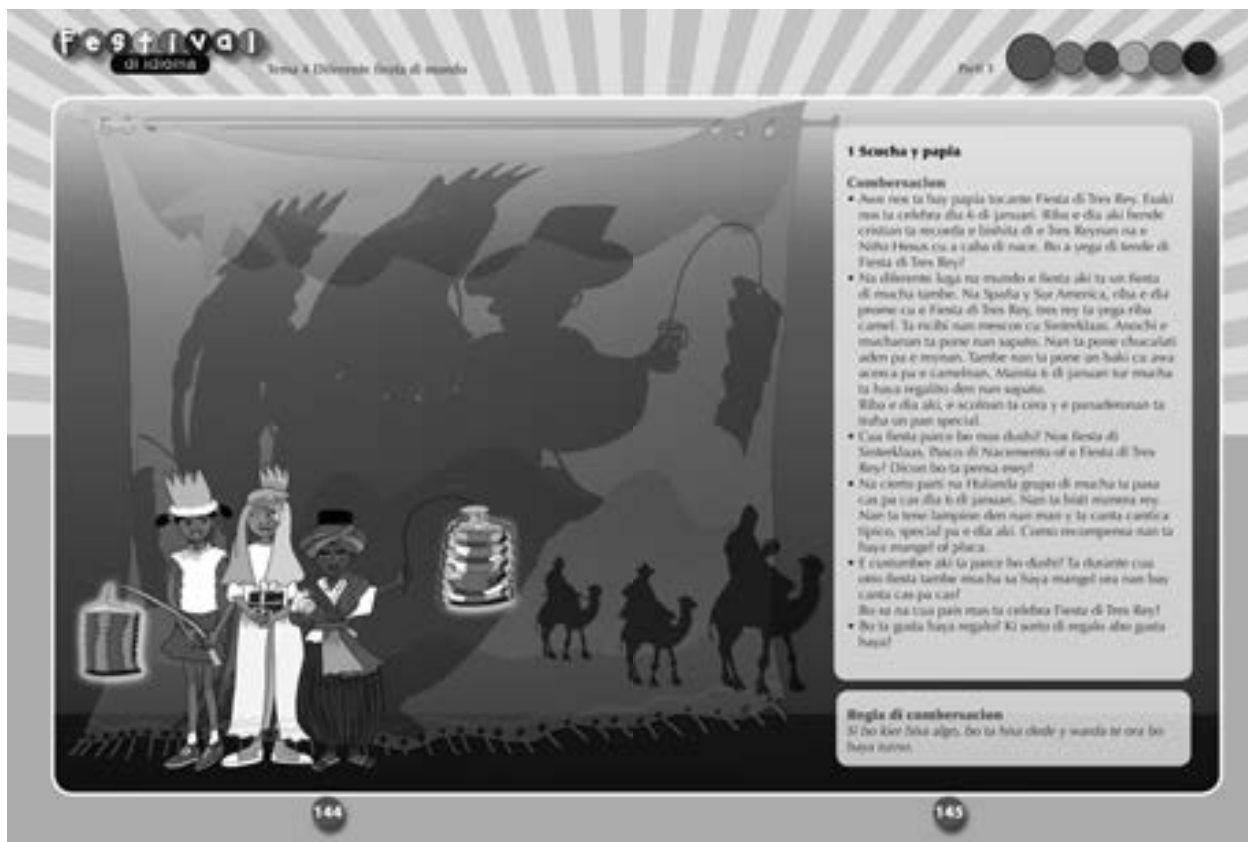 Festival
di idioma
Tema 4 Diferente fiesta di mundo
Parti 1
1 Scucha y papia
Combersacion
• Awor nos ta bay papia tocante Fiesta di Tres Rey. Esaki
nos ta celebra dia 6 di januari. Riba e dia aki hende
cristian ta recorda e bishita di e Tres Reynan na e
Niño Hesus cu a caba di nace. Bo a yega di tende di
Fiesta di Tres Rey?
• Na diferente luga na mundo e fiesta aki ta un fiesta
di mucha tambe. Na Spaña y Sur America, riba e dia
prome cu e Fiesta di Tres Rey, tres rey ta yega riba
camel. Ta ricibi nan mescos cu Sinterklaas. Anochi e
muchanan ta pone nan sapato. Nan ta pone chuculati
aden pa e reynan. Tambe nan ta pone un baki cu awa
acerca pa e camelnan. Mainta 6 di januari tur mucha
ta haya regalito den nan sapato.
Riba e dia aki, e scolnan ta cera y e panaderonan ta
traha un pan special.
• Cua fiesta parce bo mas dushi? Nos fiesta di
Sinterklaas, Pasco di Nacemento of e Fiesta di Tres
Rey? Dicon bo ta pensa esey?
• Na cierto parti na Hulanda grupo di mucha ta pasa
cas pa cas dia 6 di januari. Nan ta bisti manera rey.
Nan ta tene lampion den nan man y ta canta cantica
tipico, special pa e dia aki. Como recompensa nan ta
haya mangel of placa.
• E custumber aki ta parce bo dushi? Ta durante cua
otro fiesta tambe mucha sa haya mangel ora nan bay
canta cas pa cas?
Bo sa na cua pais mas ta celebra Fiesta di Tres Rey?
• Bo ta gusta haya regalo? Ki sorto di regalo abo gusta
haya?
Regla di combersacion
Si bo kier bisa algo, bo ta hisa dede y warda te ora bo
haya turno.
144
145